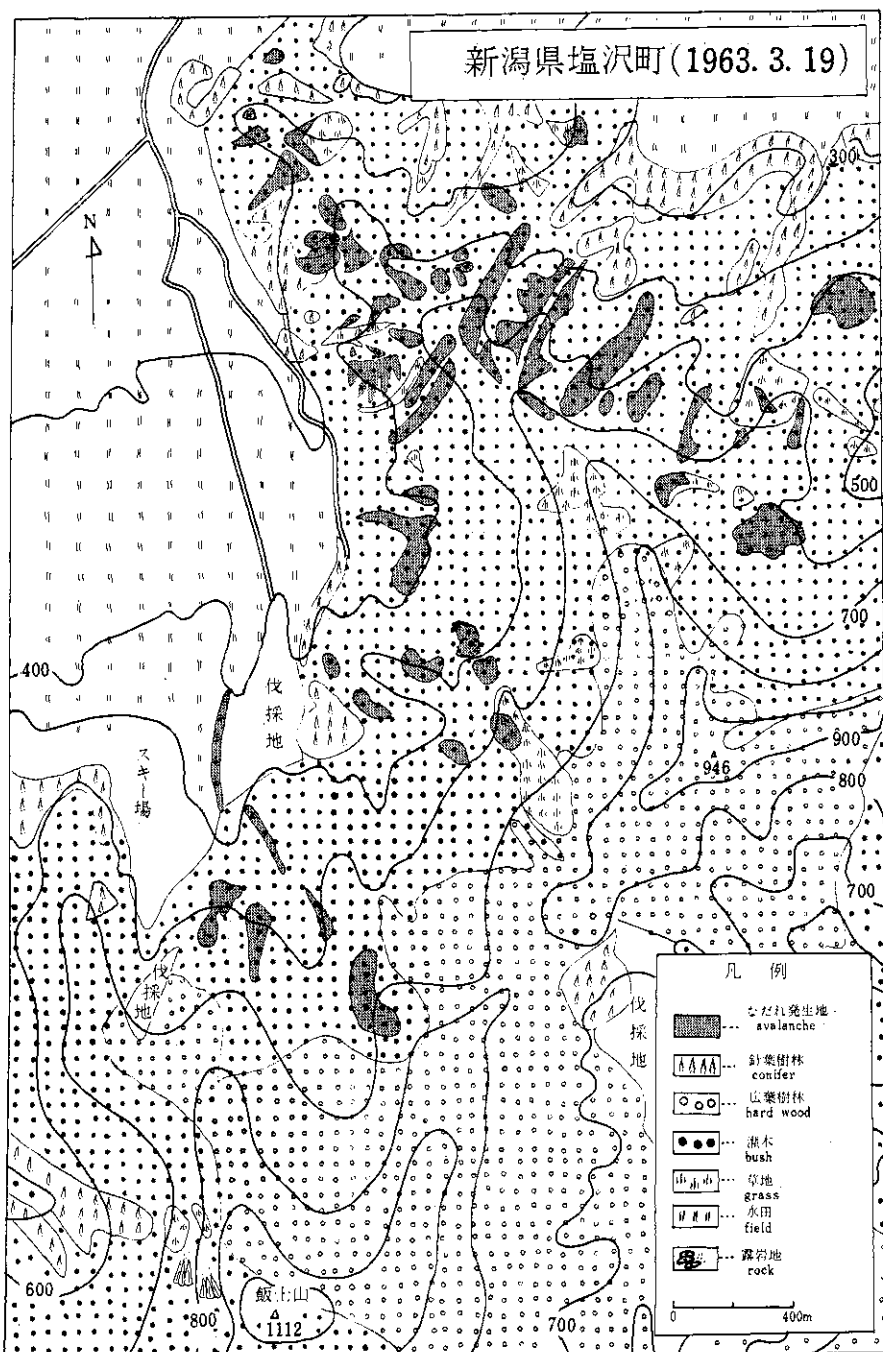 新潟県塩沢町(1963. 3. 19)
300
N
500
700
400
伐採地
スキー場
946
900
800
700
伐採地
伐採地
凡 例
なだれ発生地
avalanche
針葉樹林
conifer
広葉樹林
hard wood
灌木
bush
草地
grass
水田
field
露岩地
rock
0 400m
600
800
飯士山
1112
700